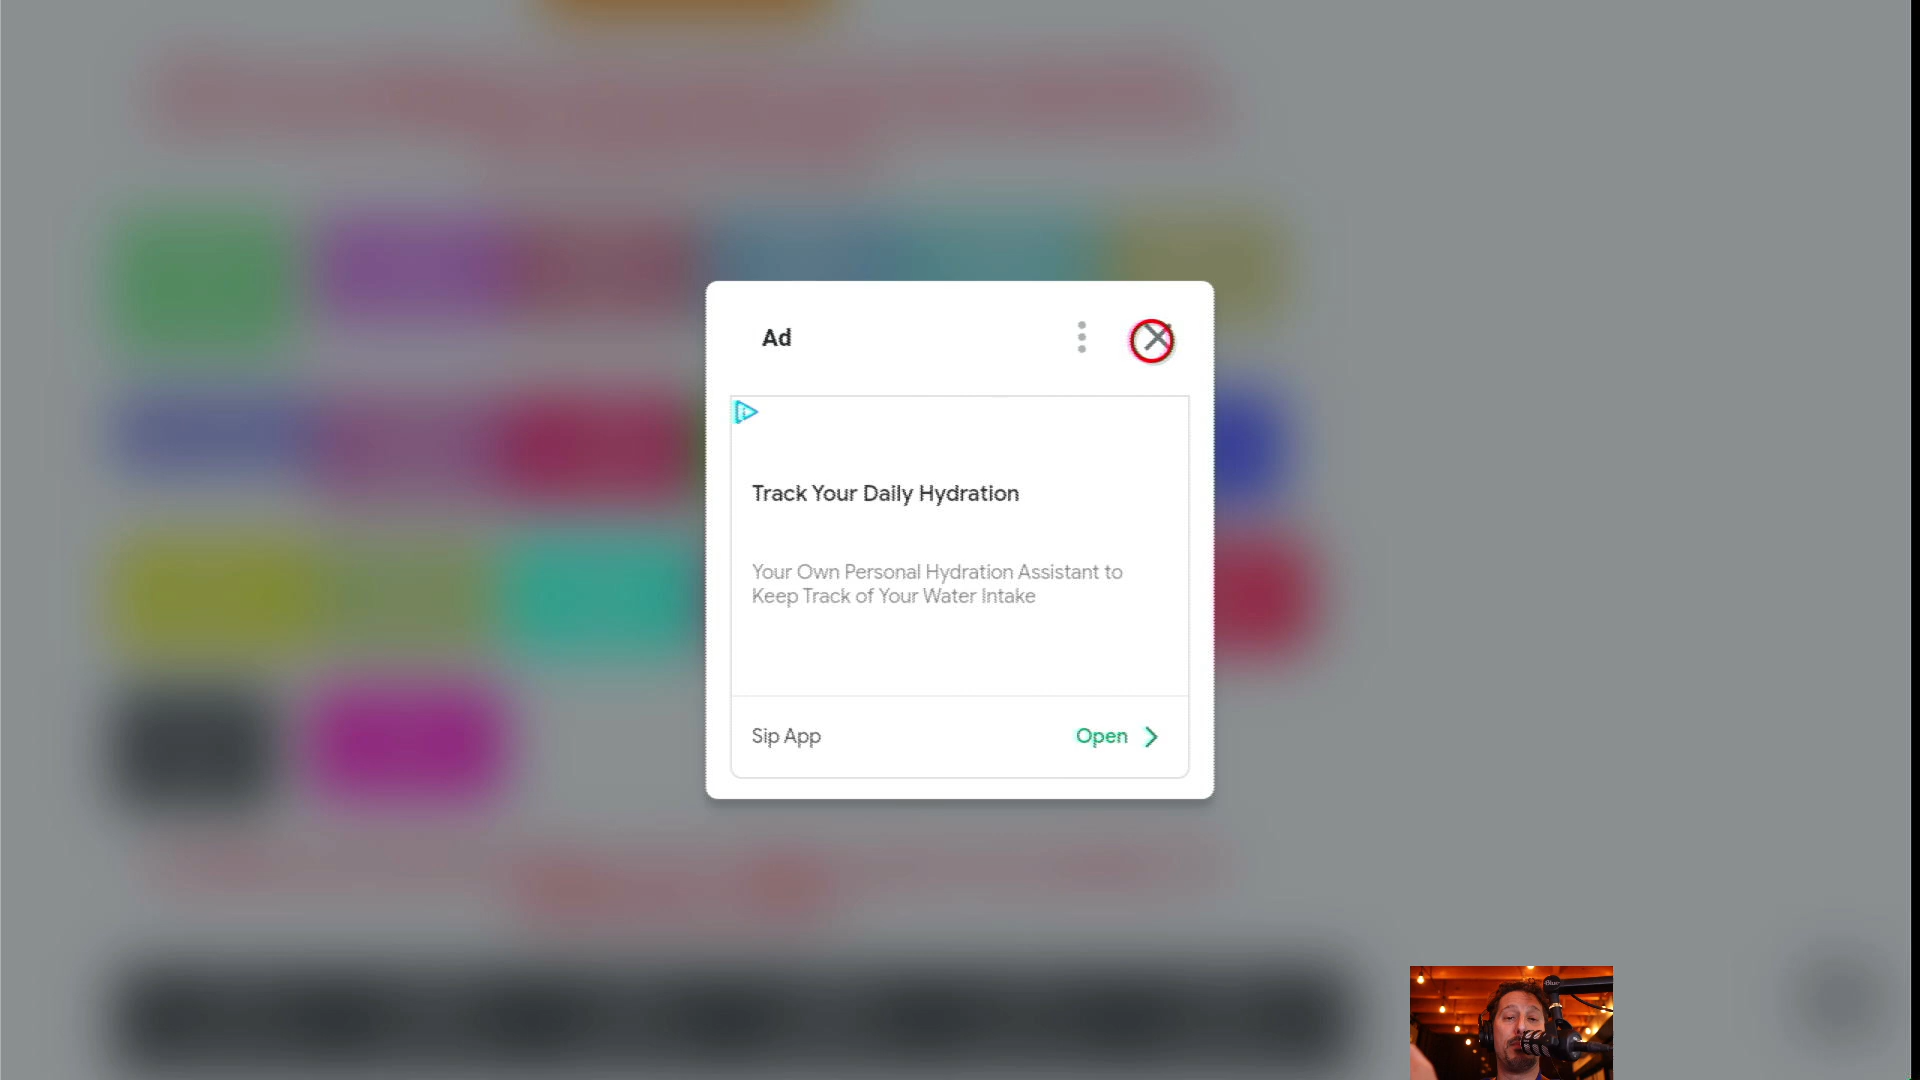 Ad
Track Your Daily Hydration
Your Own Personal Hydration Assistant to
Keep Track of Your Water Intake
Sip App
Open